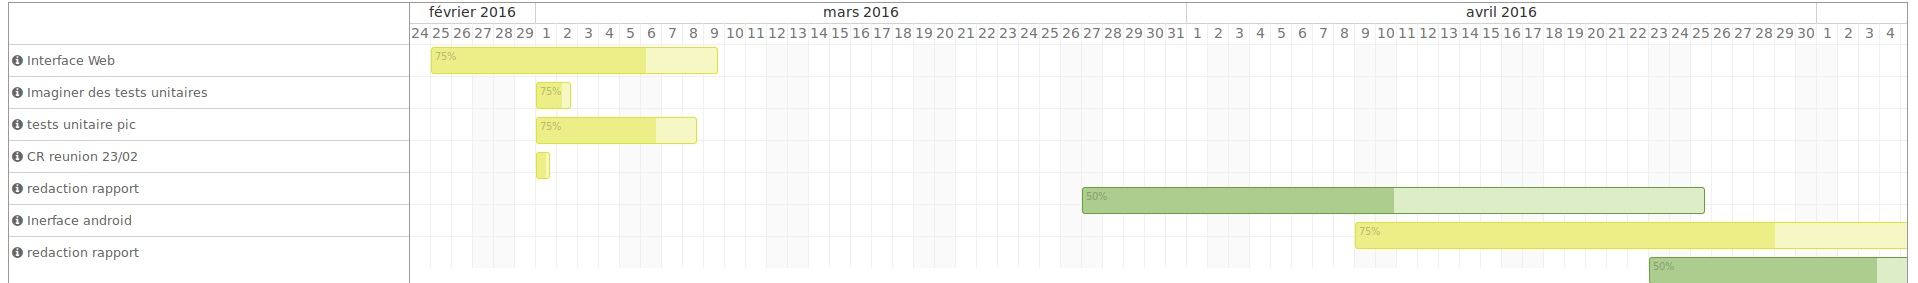 février 2016 mars 2016 avril 2016
24 25 26 27 28 29 1 2 3 4 5 6 7 8 9 10 11 12 13 14 15 16 17 18 19 20 21 22 23 24 25 26 27 28 29 30 31 1 2 3 4 5 6 7 8 9 10 11 12 13 14 15 16 17 18 19 20 21 22 23 24 25 26 27 28 29 30 1 2 3 4
Interface Web 75%
Imaginer des tests unitaires 75%
tests unitaire pic 75%
CR reunion 23/02
redaction rapport 50%
Inerface android 75%
redaction rapport 50%